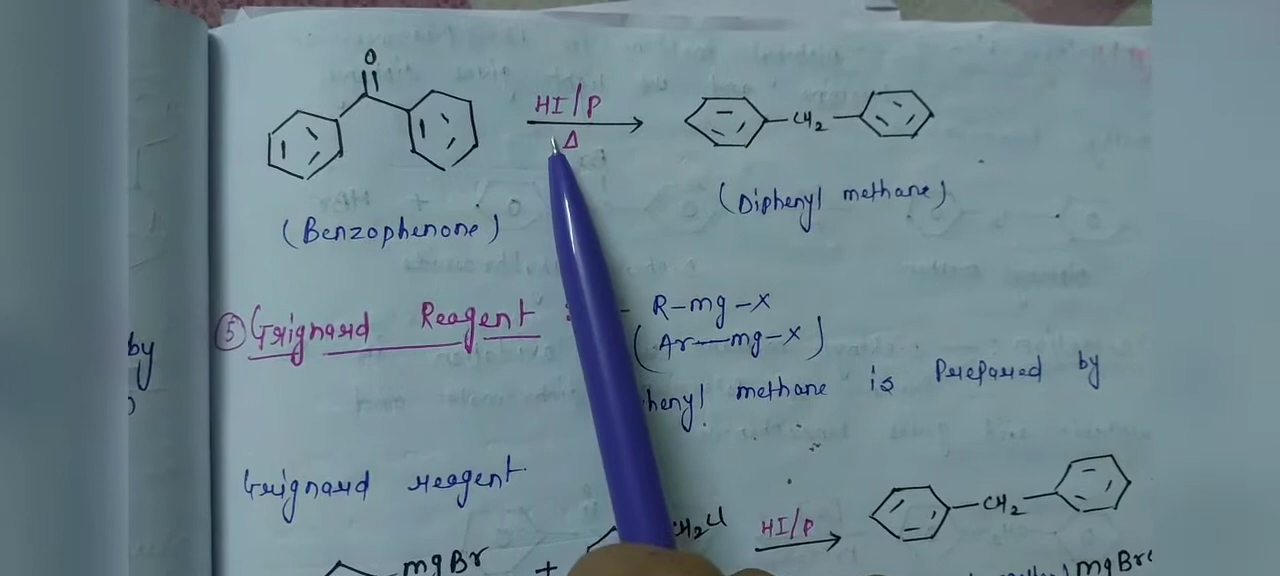 O
HI/P
Δ
CH2
(Benzophenone)
(Diphenyl methane)
by
⑤ Grignard Reagent :- R-mg-X
(Ar-mg-X)
henyl methane is Prepared by
Grignard reagent.
CH2
HI/P
mgBr +